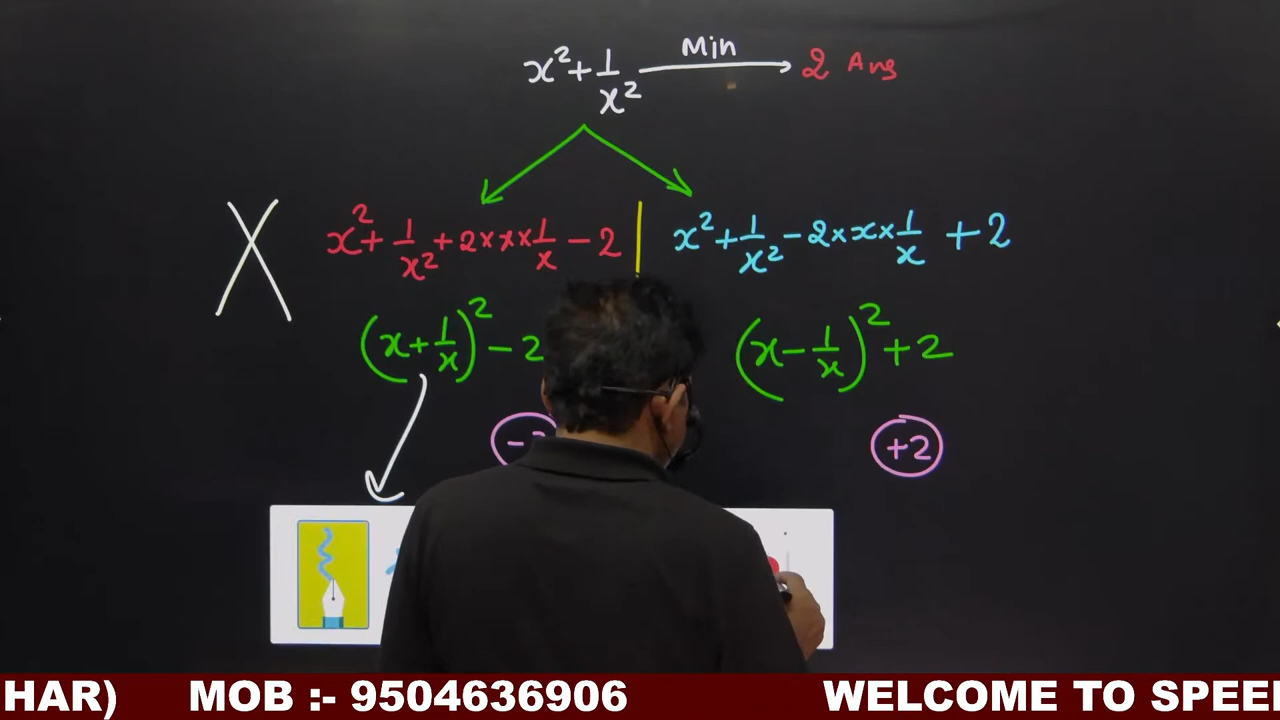 x²+1/x² Min → 2 Ans
X x²+1/x²+2×x×1/x-2 | x²+1/x²-2×x×1/x+2
(x+1/x)²-2 (x-1/x)²+2
+2
HAR) MOB :- 9504636906 WELCOME TO SPEE